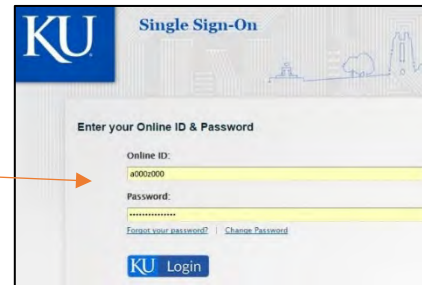 KU
Single Sign-On
Enter your Online ID & Password
Online ID:
a000z000
Password:
•••••••••••••••
Forgot your password? | Change Password
KU Login